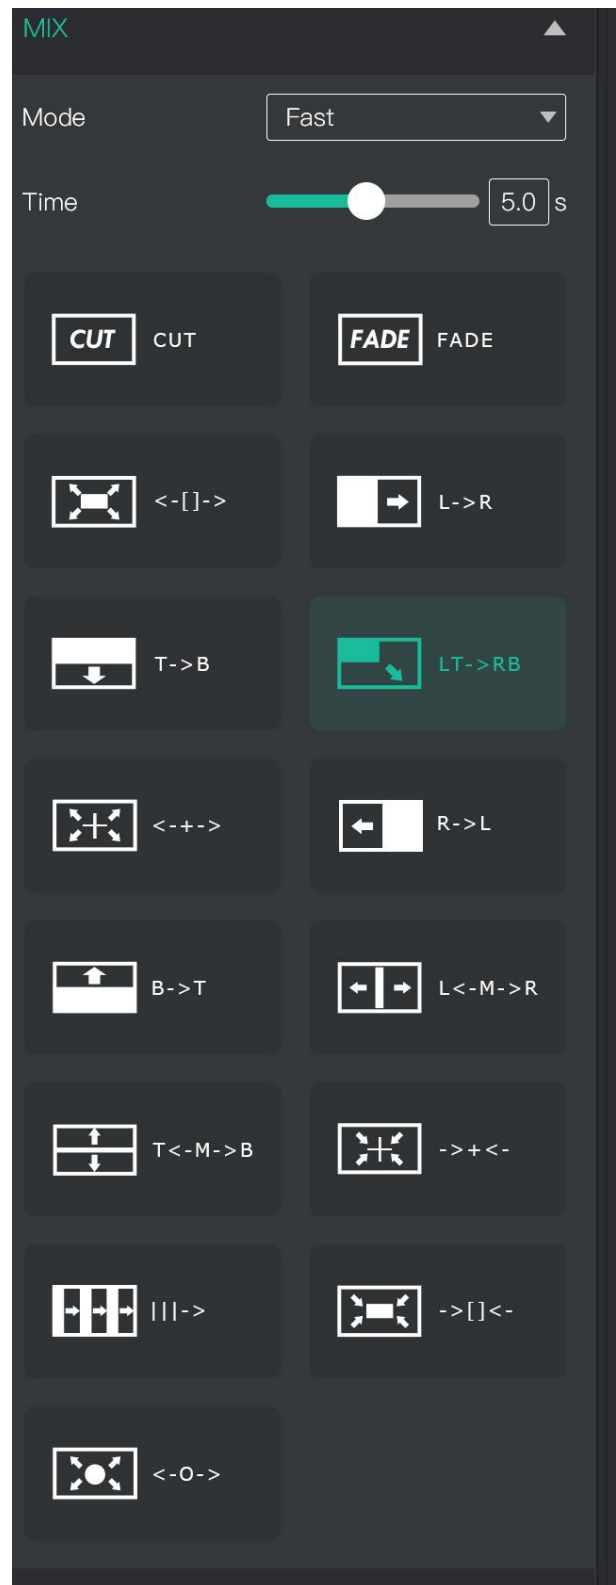 MIX
Mode Fast
Time 5.0 s
CUT CUT FADE FADE
<-[]-> L->R
T->B LT->RB
<-+-> R->L
B->T L<-M->R
T<-M->B ->+<-
|||-> ->[]<-
<-O->